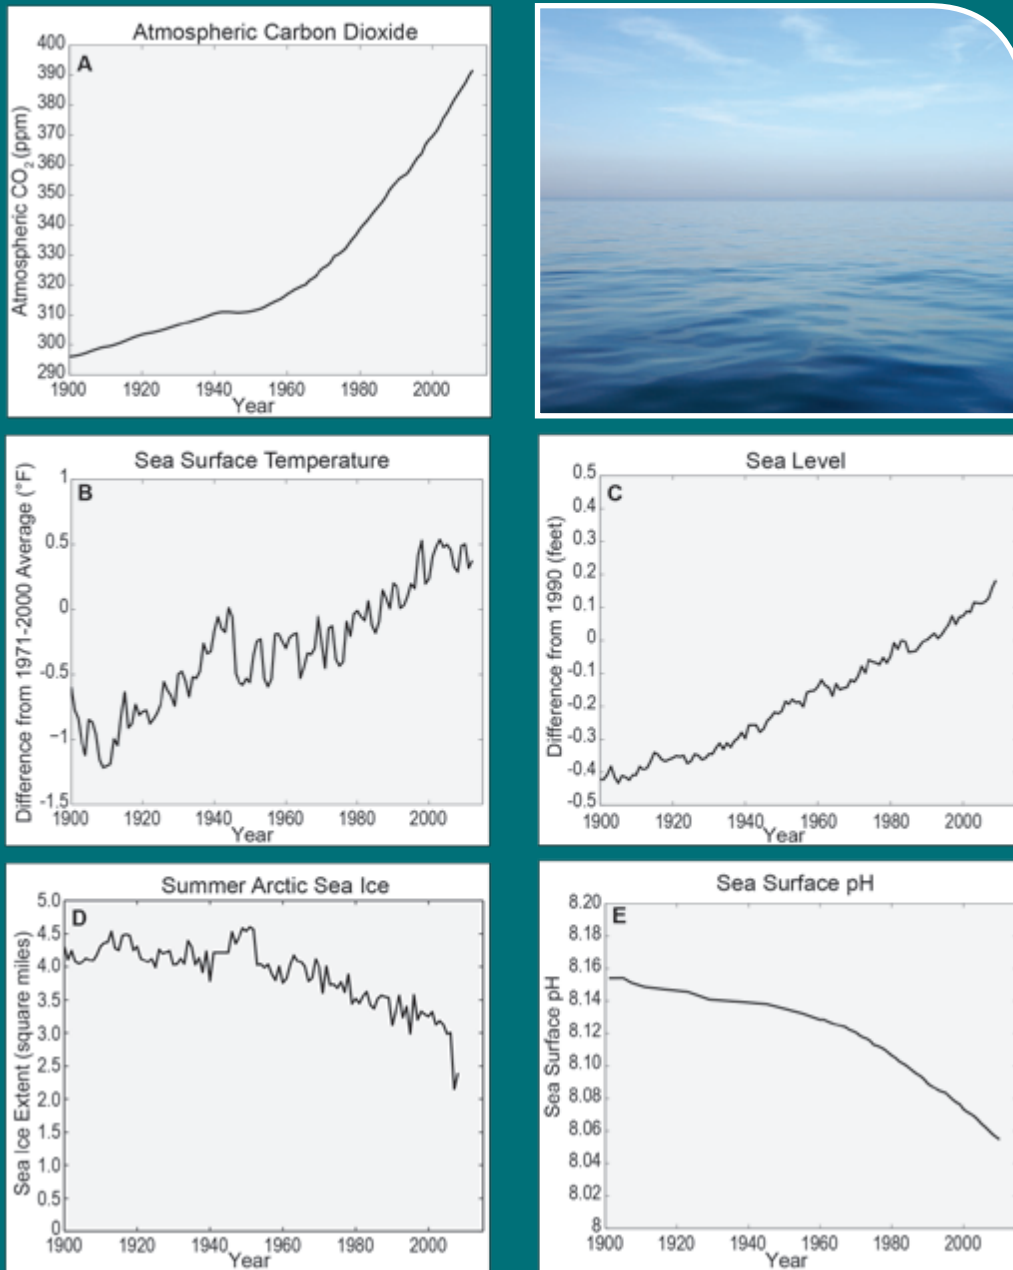 Atmospheric Carbon Dioxide
A
Atmospheric CO₂ (ppm)
400
390
380
370
360
350
340
330
320
310
300
290
1900 1920 1940 1960 1980 2000
Year
Sea Surface Temperature
B
Difference from 1971-2000 Average (°F)
1
0.5
0
-0.5
-1
-1.5
1900 1920 1940 1960 1980 2000
Year
Sea Level
C
Difference from 1990 (feet)
0.5
0.4
0.3
0.2
0.1
0
-0.1
-0.2
-0.3
-0.4
-0.5
1900 1920 1940 1960 1980 2000
Year
Summer Arctic Sea Ice
D
Sea Ice Extent (square miles)
5.0
4.5
4.0
3.5
3.0
2.5
2.0
1.5
1.0
0.5
0
1900 1920 1940 1960 1980 2000
Year
Sea Surface pH
E
Sea Surface pH
8.20
8.18
8.16
8.14
8.12
8.10
8.08
8.06
8.04
8.02
8
1900 1920 1940 1960 1980 2000
Year